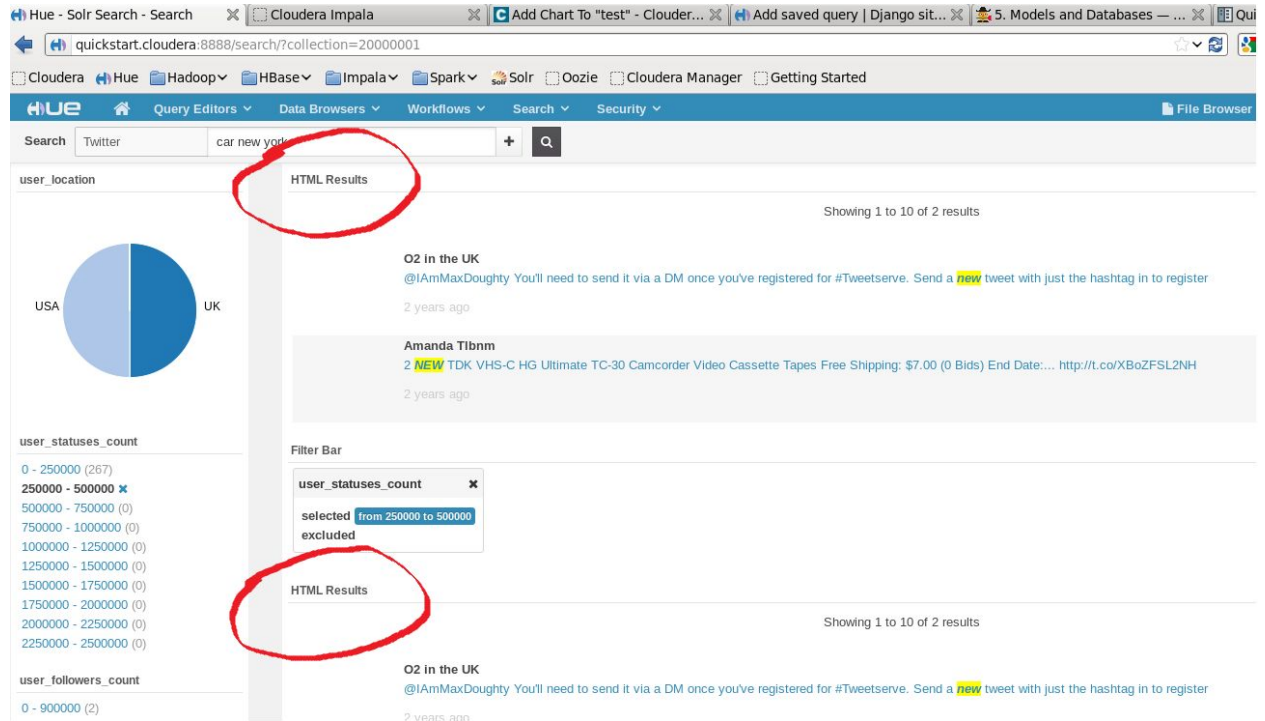 Hue - Solr Search - Search
Cloudera Impala
Add Chart To "test" - Clouder...
Add saved query | Django sit...
5. Models and Databases — ...
Qui
quickstart.cloudera:8888/search/?collection=20000001
Cloudera Hue Hadoop HBase Impala Spark Solr Oozie Cloudera Manager Getting Started
HUE Query Editors Data Browsers Workflows Search Security File Browser
Search Twitter car new york +
user_location
USA UK
user_statuses_count
0 - 250000 (267)
250000 - 500000 ×
500000 - 750000 (0)
750000 - 1000000 (0)
1000000 - 1250000 (0)
1250000 - 1500000 (0)
1500000 - 1750000 (0)
1750000 - 2000000 (0)
2000000 - 2250000 (0)
2250000 - 2500000 (0)
user_followers_count
0 - 900000 (2)
HTML Results
Showing 1 to 10 of 2 results
O2 in the UK
@IAmMaxDoughty You'll need to send it via a DM once you've registered for #Tweetserve. Send a new tweet with just the hashtag in to register
2 years ago
Amanda Tlbnm
2 NEW TDK VHS-C HG Ultimate TC-30 Camcorder Video Cassette Tapes Free Shipping: $7.00 (0 Bids) End Date:... http://t.co/XBoZFSL2NH
2 years ago
Filter Bar
user_statuses_count ×
selected from 250000 to 500000
excluded
HTML Results
Showing 1 to 10 of 2 results
O2 in the UK
@IAmMaxDoughty You'll need to send it via a DM once you've registered for #Tweetserve. Send a new tweet with just the hashtag in to register
2 years ago